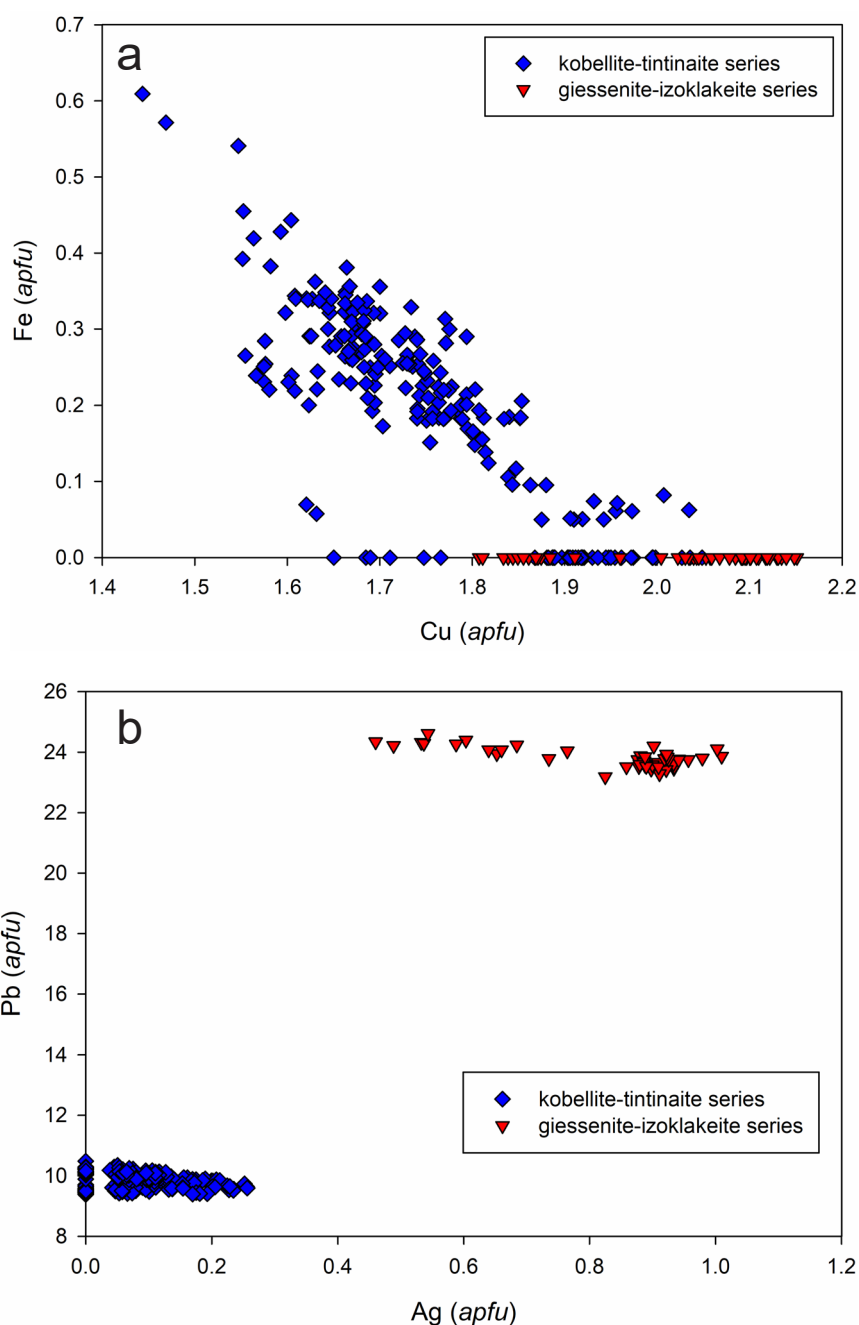 a
kobellite-tintinaite series
giessenite-izoklakeite series
0.7
0.6
0.5
0.4
0.3
0.2
0.1
0.0
Fe (apfu)
1.4 1.5 1.6 1.7 1.8 1.9 2.0 2.1 2.2
Cu (apfu)
b
26
24
22
20
18
16
14
12
10
8
Pb (apfu)
kobellite-tintinaite series
giessenite-izoklakeite series
0.0 0.2 0.4 0.6 0.8 1.0 1.2
Ag (apfu)